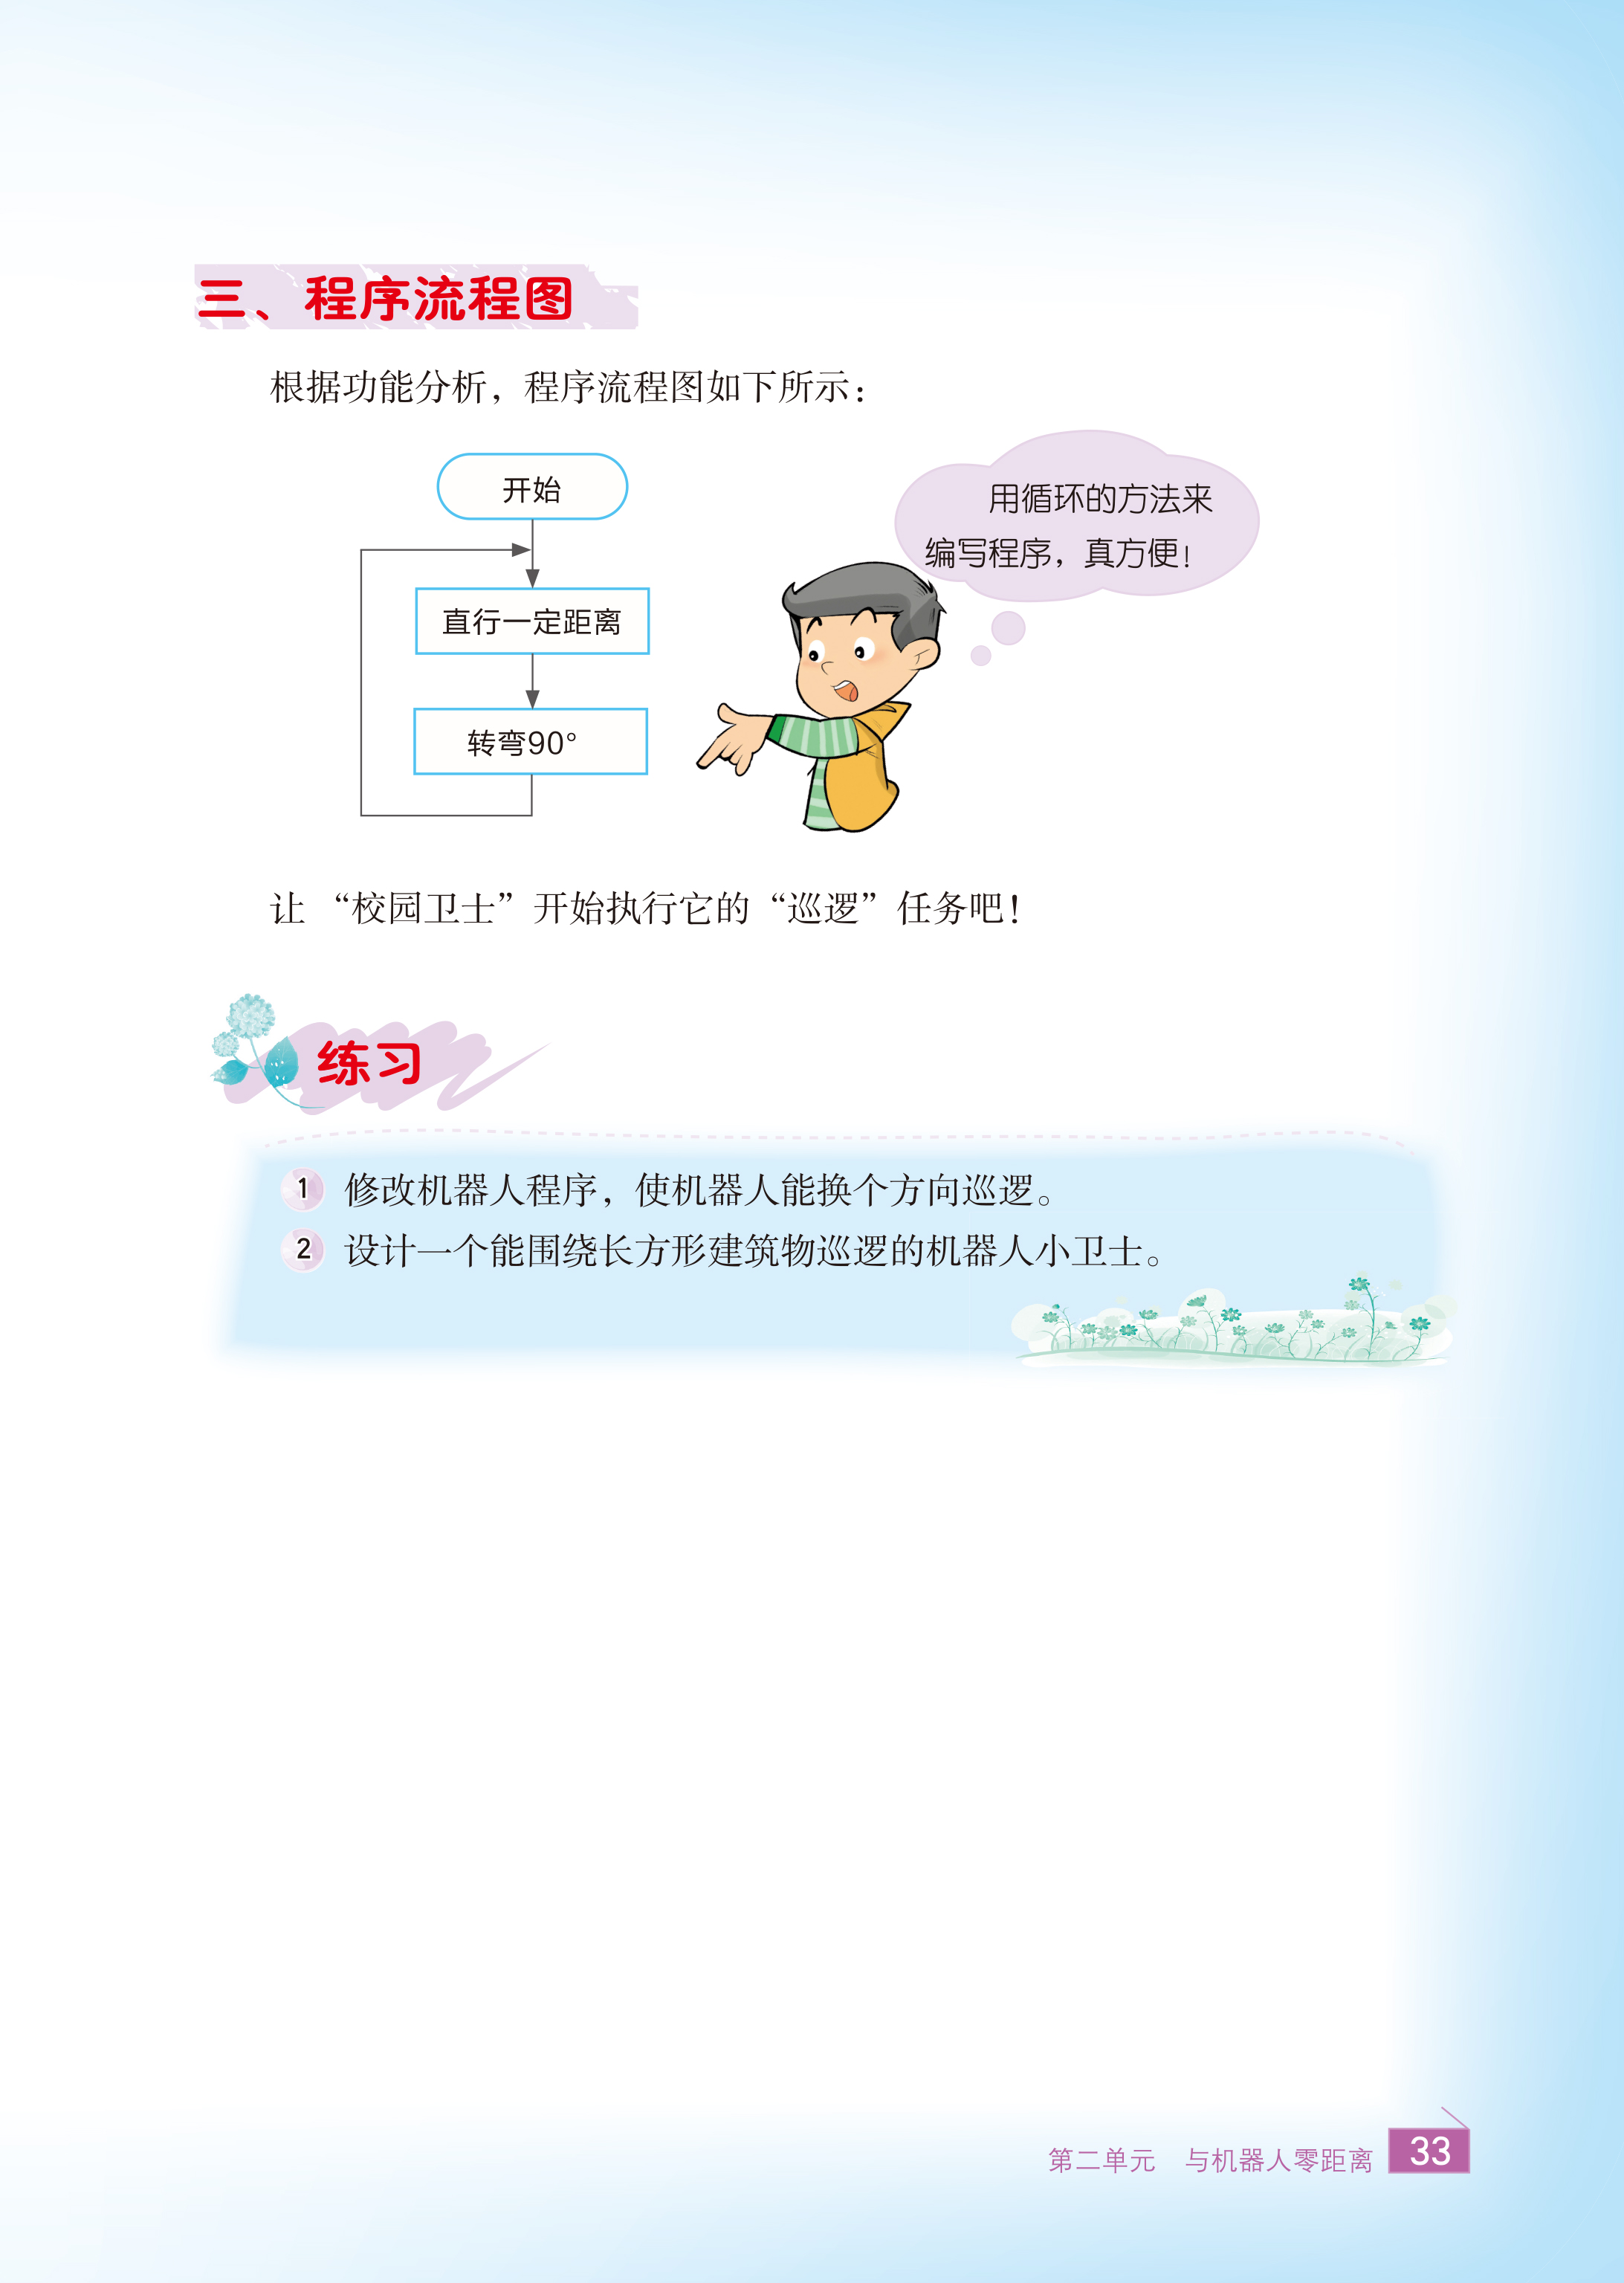 三、程序流程图
根据功能分析，程序流程图如下所示：
开始
直行一定距离
转弯90°
用循环的方法来
编写程序，真方便！
让“校园卫士”开始执行它的“巡逻”任务吧！
练习
1 修改机器人程序，使机器人能换个方向巡逻。
2 设计一个能围绕长方形建筑物巡逻的机器人小卫士。
第二单元 与机器人零距离 33